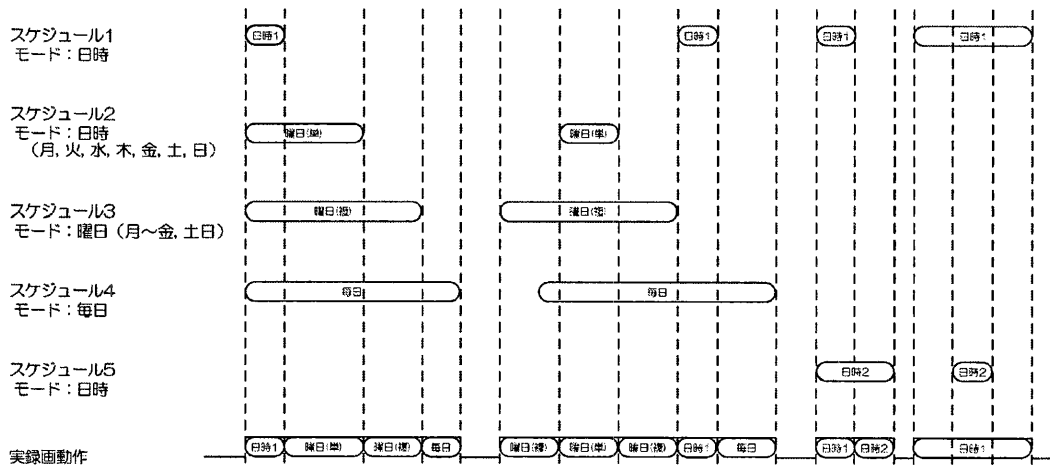 スケジュール1
モード：日時
日時1
日時1
日時1
日時1
スケジュール2
モード：日時
（月, 火, 水, 木, 金, 土, 日）
曜日(単)
曜日(単)
スケジュール3
モード：曜日（月～金, 土日）
曜日(複)
曜日(複)
スケジュール4
モード：毎日
毎日
毎日
スケジュール5
モード：日時
日時2
日時2
実録画動作
日時1 曜日(単) 曜日(複) 毎日 曜日(複) 曜日(単) 曜日(複) 日時1 毎日 日時1 日時2 日時1